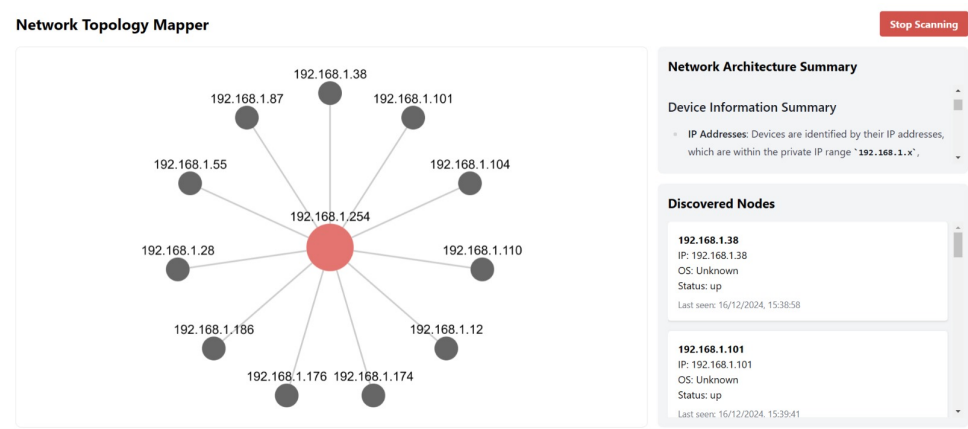 Network Topology Mapper
Stop Scanning
192.168.1.38
192.168.1.87
192.168.1.101
192.168.1.55
192.168.1.104
192.168.1.254
192.168.1.28
192.168.1.110
192.168.1.186
192.168.1.12
192.168.1.176
192.168.1.174
Network Architecture Summary
Device Information Summary
IP Addresses: Devices are identified by their IP addresses,
which are within the private IP range `192.168.1.x`,
Discovered Nodes
192.168.1.38
IP: 192.168.1.38
OS: Unknown
Status: up
Last seen: 16/12/2024, 15:38:58
192.168.1.101
IP: 192.168.1.101
OS: Unknown
Status: up
Last seen: 16/12/2024, 15:39:41